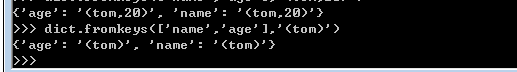 {'age': '(tom,20)', 'name': '(tom,20)'}
>>> dict.fromkeys(['name','age'],'(tom)')
{'age': '(tom)', 'name': '(tom)'}
>>>